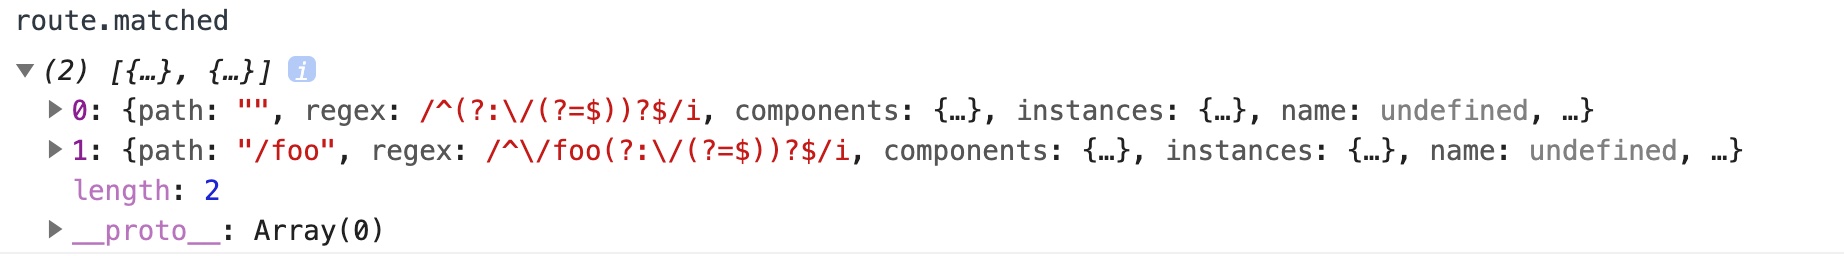 route.matched
▼ (2) [{…}, {…}] i
▶ 0: {path: "", regex: /^(?:\/(?=$))?$/i, components: {…}, instances: {…}, name: undefined, …}
▶ 1: {path: "/foo", regex: /^\/foo(?:\/(?=$))?$/i, components: {…}, instances: {…}, name: undefined, …}
length: 2
▶ __proto__: Array(0)